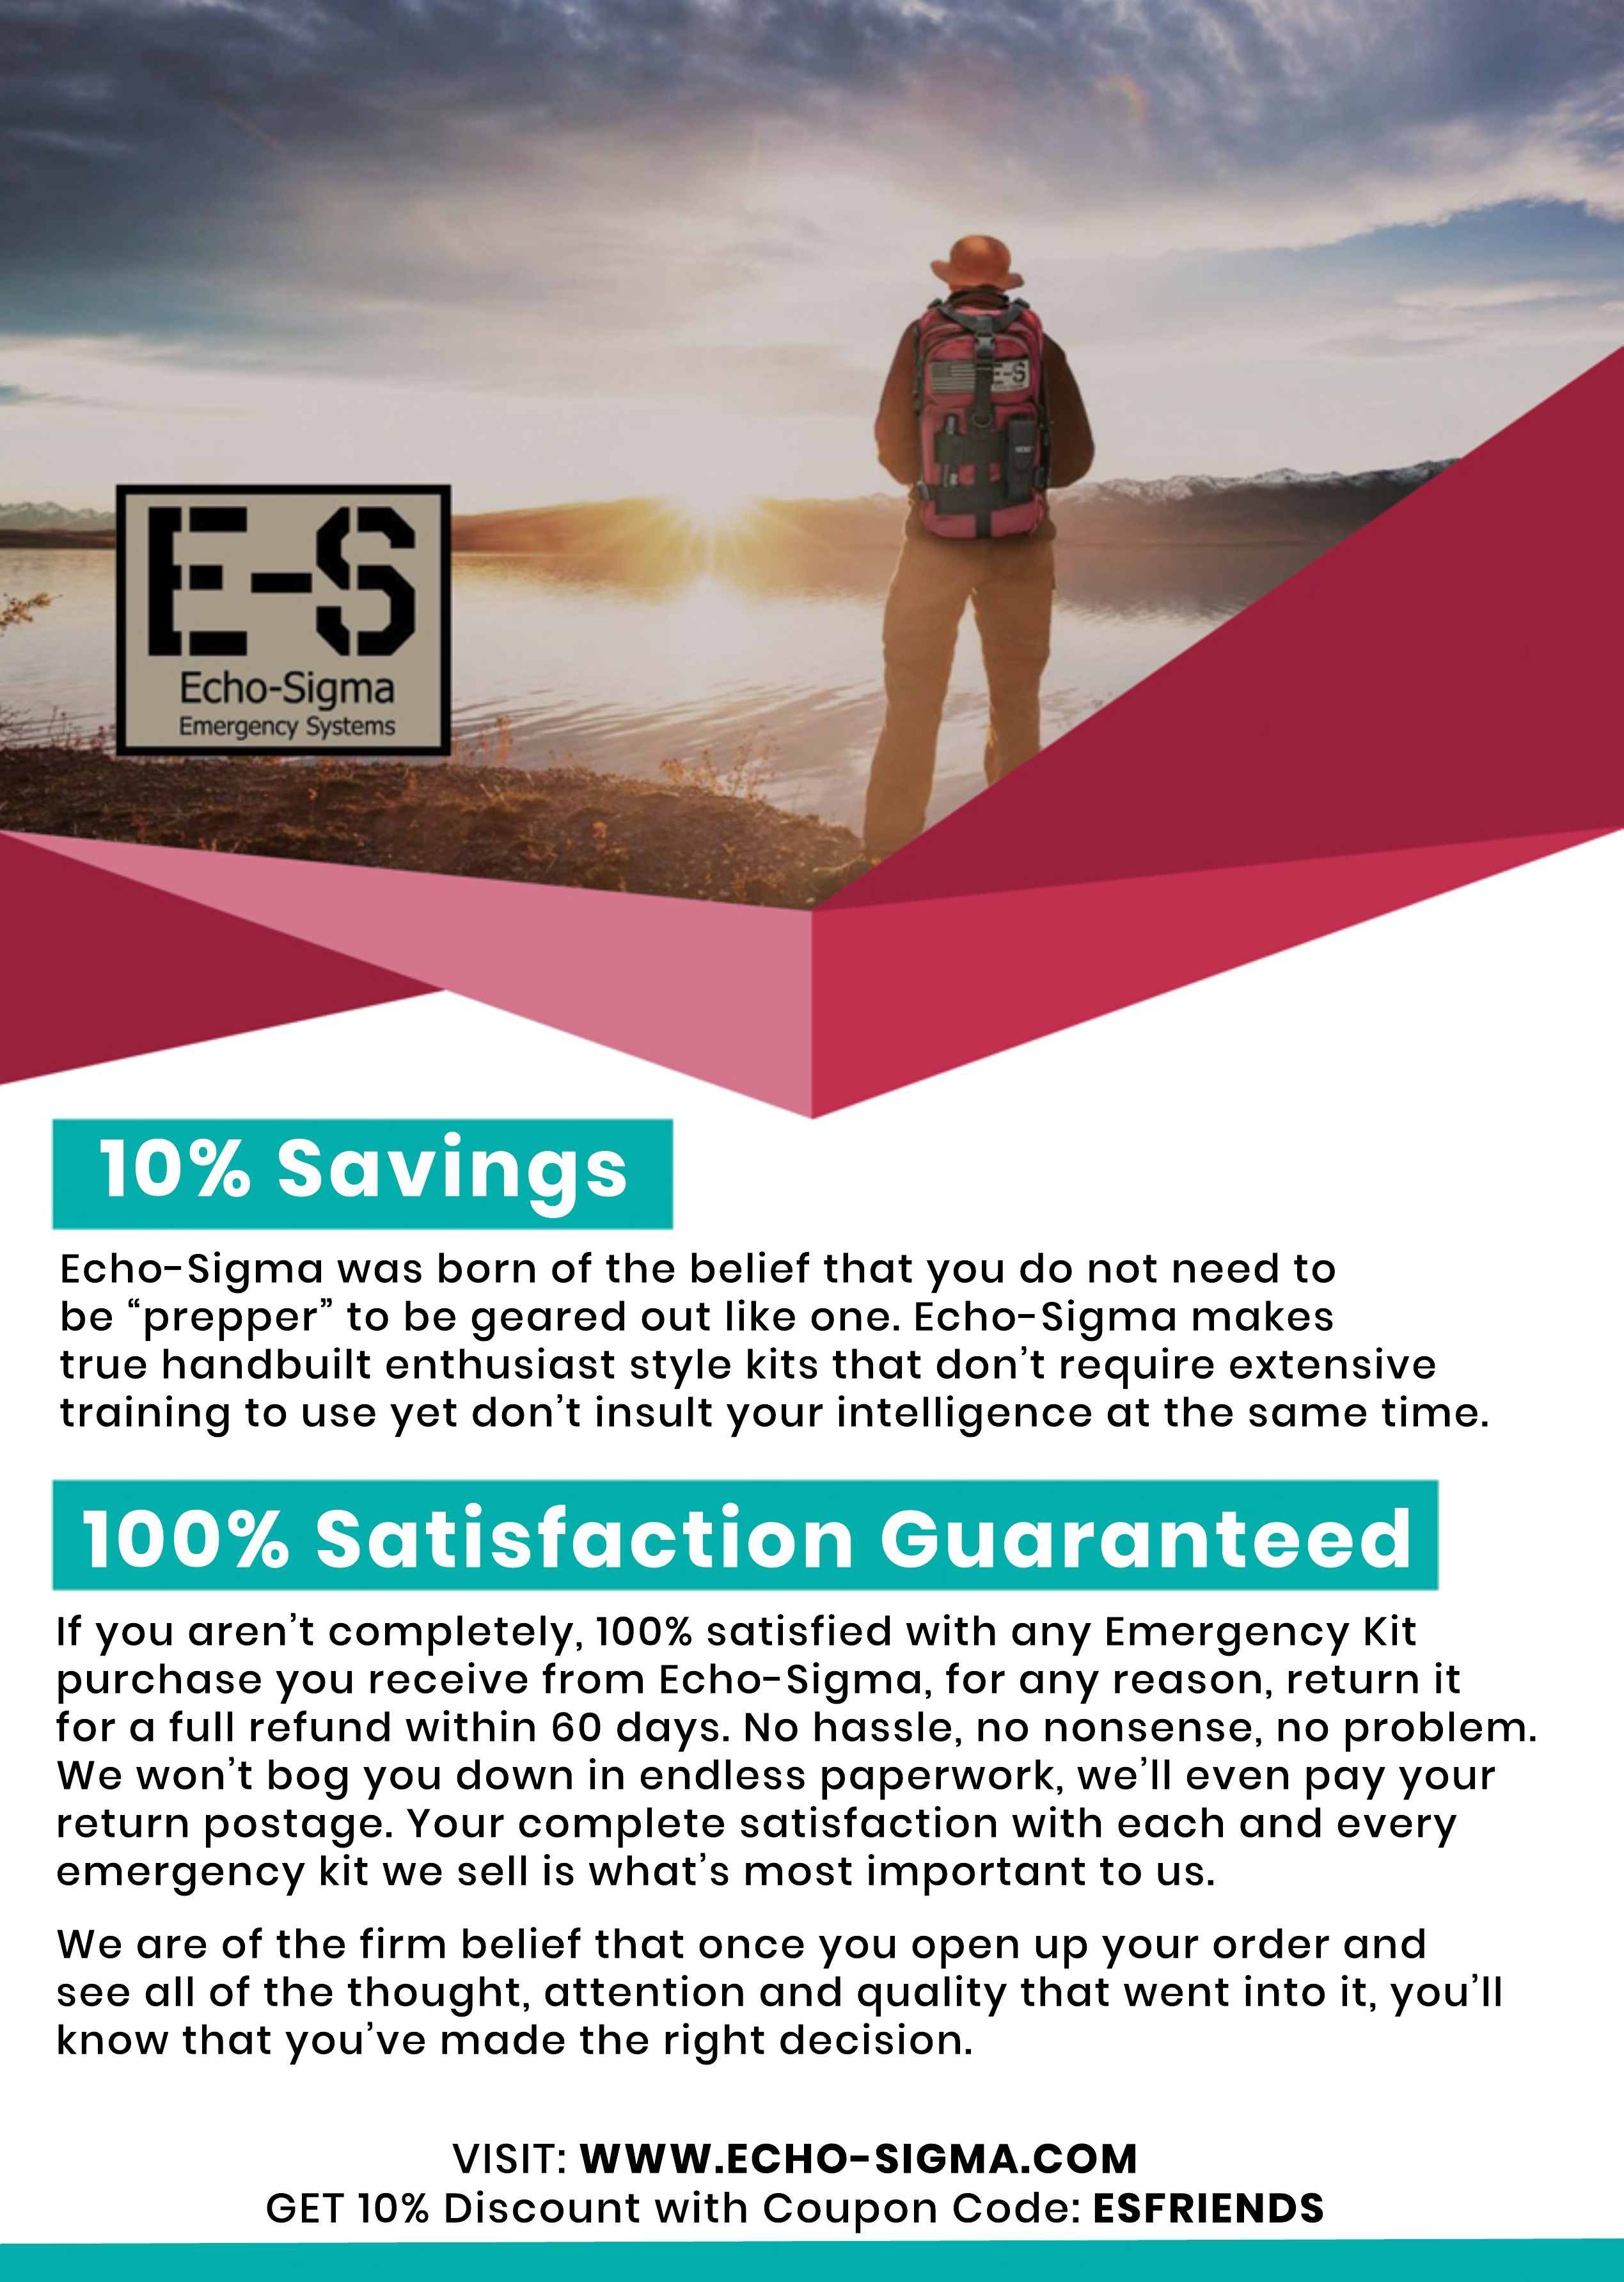 E-S
E-S
Echo-Sigma
Emergency Systems
10% Savings
Echo-Sigma was born of the belief that you do not need to
be “prepper” to be geared out like one. Echo-Sigma makes
true handbuilt enthusiast style kits that don’t require extensive
training to use yet don’t insult your intelligence at the same time.
100% Satisfaction Guaranteed
If you aren’t completely, 100% satisfied with any Emergency Kit
purchase you receive from Echo-Sigma, for any reason, return it
for a full refund within 60 days. No hassle, no nonsense, no problem.
We won’t bog you down in endless paperwork, we’ll even pay your
return postage. Your complete satisfaction with each and every
emergency kit we sell is what’s most important to us.
We are of the firm belief that once you open up your order and
see all of the thought, attention and quality that went into it, you’ll
know that you’ve made the right decision.
VISIT: WWW.ECHO-SIGMA.COM
GET 10% Discount with Coupon Code: ESFRIENDS